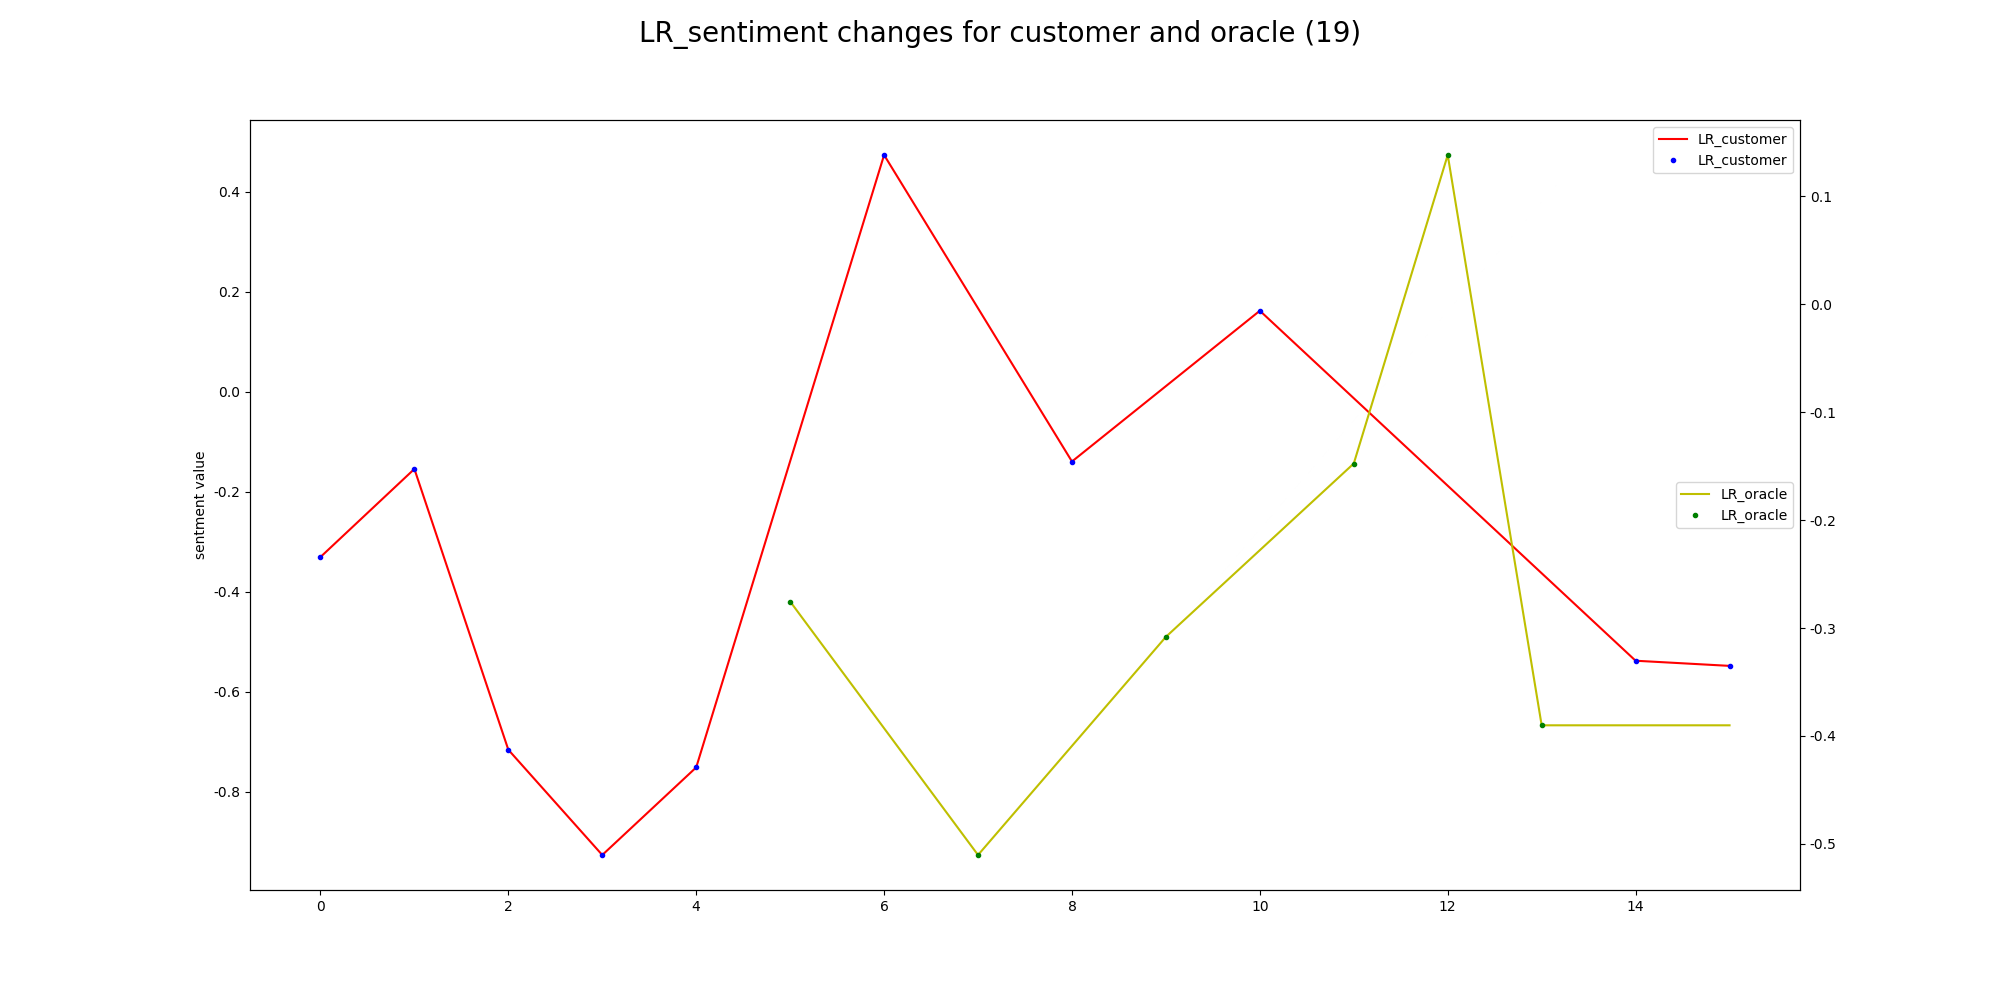 LR_sentiment changes for customer and oracle (19)
LR_customer
LR_customer
LR_oracle
LR_oracle
sentment value
0.4
0.2
0.0
-0.2
-0.4
-0.6
-0.8
0.1
0.0
-0.1
-0.2
-0.3
-0.4
-0.5
0 2 4 6 8 10 12 14